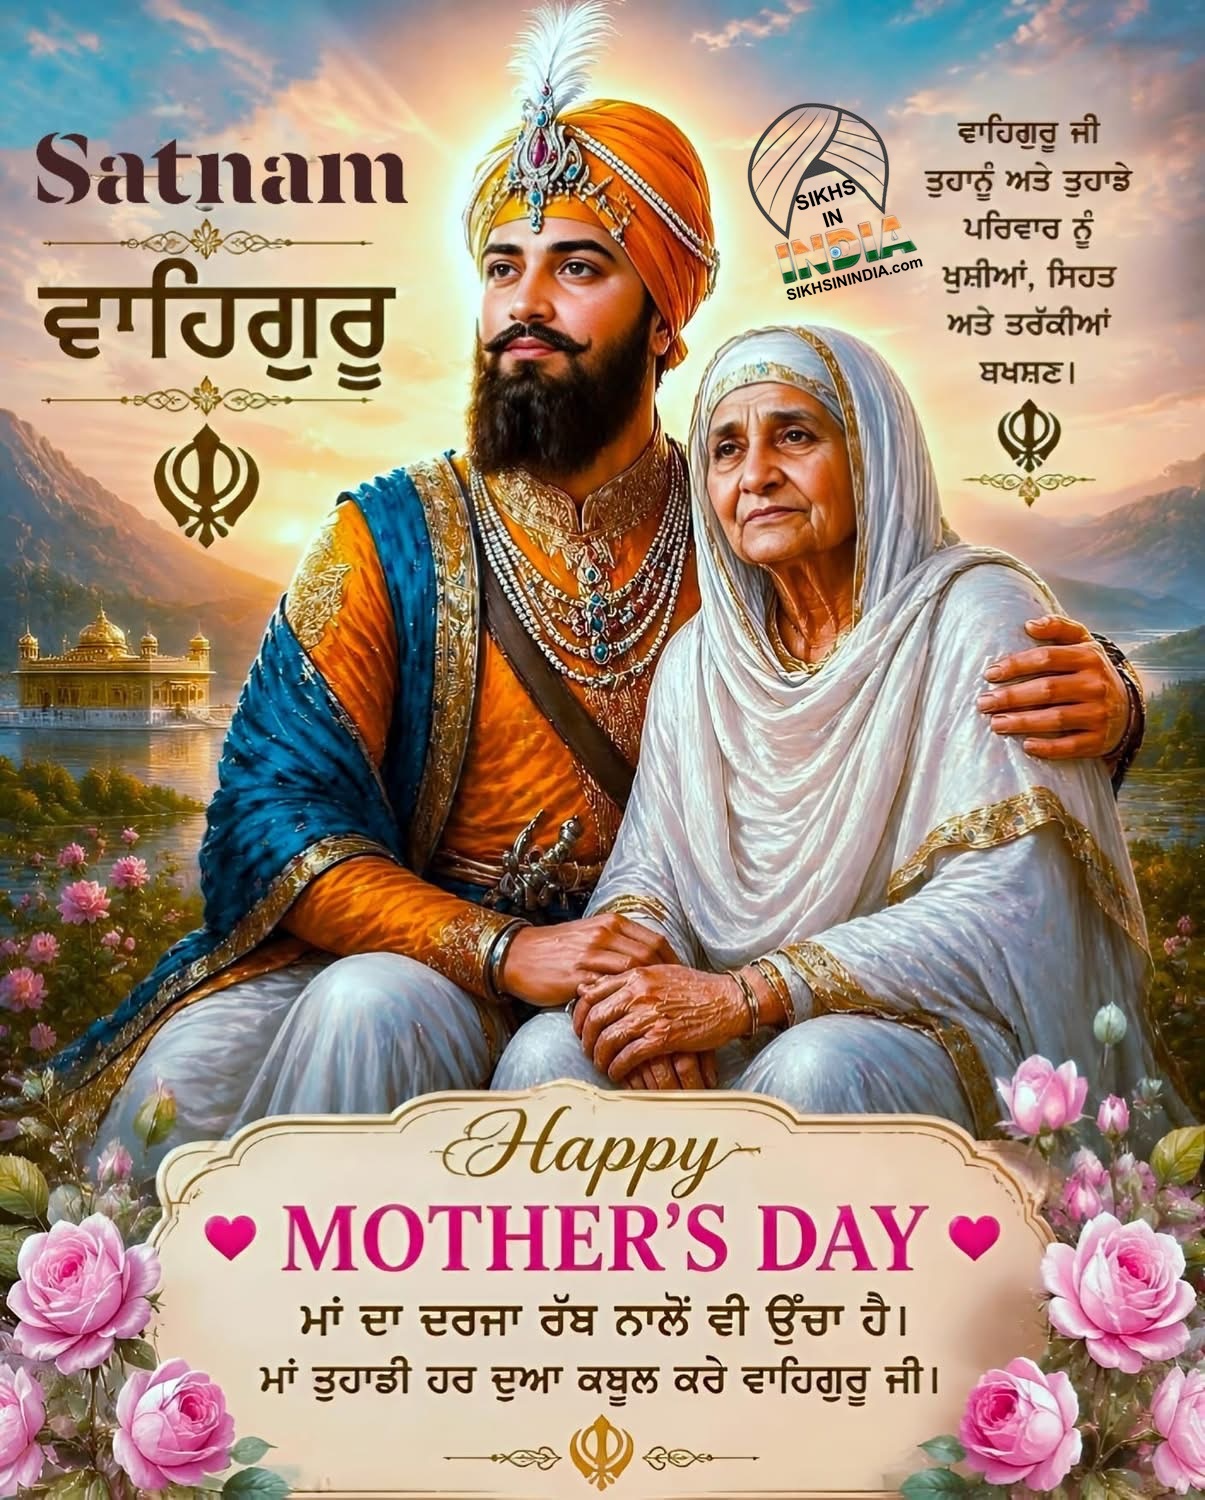 Satnam
ਵਾਹਿਗੁਰੂ
SIKHS
IN
INDIA
SIKHSININDIA.com
ਵਾਹਿਗੁਰੂ ਜੀ
ਤੁਹਾਨੂੰ ਅਤੇ ਤੁਹਾਡੇ
ਪਰਿਵਾਰ ਨੂੰ
ਖੁਸ਼ੀਆਂ, ਸਿਹਤ
ਅਤੇ ਤਰੱਕੀਆਂ
ਬਖਸ਼ਣ।
Happy
MOTHER'S DAY
ਮਾਂ ਦਾ ਦਰਜਾ ਰੱਬ ਨਾਲੋਂ ਵੀ ਉੱਚਾ ਹੈ।
ਮਾਂ ਤੁਹਾਡੀ ਹਰ ਦੁਆ ਕਬੂਲ ਕਰੇ ਵਾਹਿਗੁਰੂ ਜੀ।